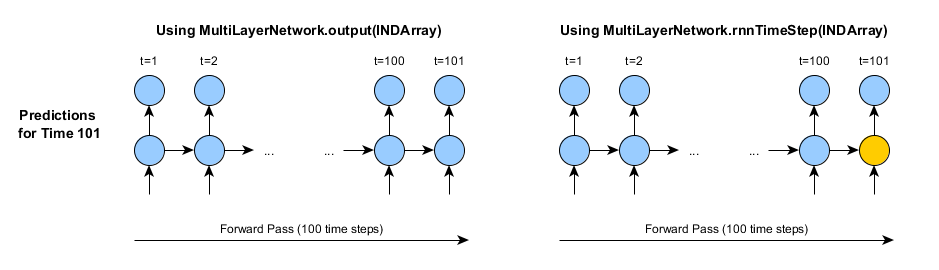 Using MultiLayerNetwork.output(INDArray)
t=1 t=2 t=100 t=101
... ...
Forward Pass (100 time steps)
Using MultiLayerNetwork.rnnTimeStep(INDArray)
t=1 t=2 t=100 t=101
... ...
Forward Pass (100 time steps)
Predictions
for Time 101